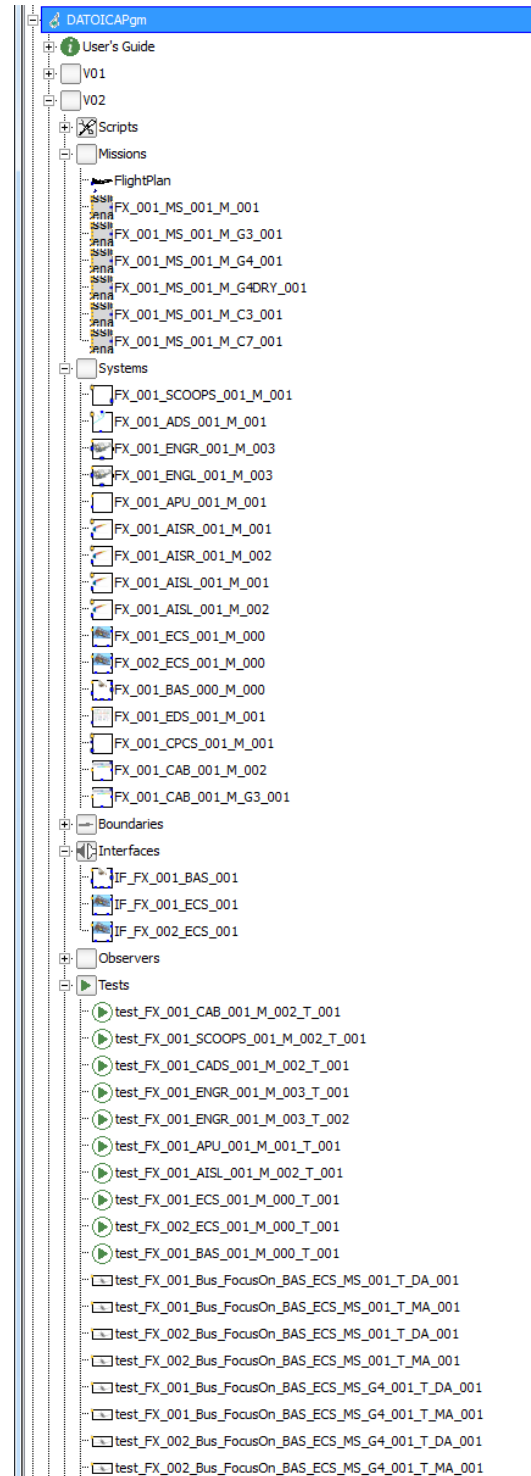 DATOICAPgm
User's Guide
V01
V02
Scripts
Missions
FlightPlan
FX_001_MS_001_M_001
FX_001_MS_001_M_G3_001
FX_001_MS_001_M_G4_001
FX_001_MS_001_M_G4DRY_001
FX_001_MS_001_M_C3_001
FX_001_MS_001_M_C7_001
Systems
FX_001_SCOOPS_001_M_001
FX_001_ADS_001_M_001
FX_001_ENGR_001_M_003
FX_001_ENGL_001_M_003
FX_001_APU_001_M_001
FX_001_AISR_001_M_001
FX_001_AISR_001_M_002
FX_001_AISL_001_M_001
FX_001_AISL_001_M_002
FX_001_ECS_001_M_000
FX_002_ECS_001_M_000
FX_001_BAS_000_M_000
FX_001_EDS_001_M_001
FX_001_CPCS_001_M_001
FX_001_CAB_001_M_002
FX_001_CAB_001_M_G3_001
Boundaries
Interfaces
IF_FX_001_BAS_001
IF_FX_001_ECS_001
IF_FX_002_ECS_001
Observers
Tests
test_FX_001_CAB_001_M_002_T_001
test_FX_001_SCOOPS_001_M_002_T_001
test_FX_001_CADS_001_M_002_T_001
test_FX_001_ENGR_001_M_003_T_001
test_FX_001_ENGR_001_M_003_T_002
test_FX_001_APU_001_M_001_T_001
test_FX_001_AISL_001_M_002_T_001
test_FX_001_ECS_001_M_000_T_001
test_FX_002_ECS_001_M_000_T_001
test_FX_001_BAS_001_M_000_T_001
test_FX_001_Bus_FocusOn_BAS_ECS_MS_001_T_DA_001
test_FX_001_Bus_FocusOn_BAS_ECS_MS_001_T_MA_001
test_FX_002_Bus_FocusOn_BAS_ECS_MS_001_T_DA_001
test_FX_002_Bus_FocusOn_BAS_ECS_MS_001_T_MA_001
test_FX_001_Bus_FocusOn_BAS_ECS_MS_G4_001_T_DA_001
test_FX_001_Bus_FocusOn_BAS_ECS_MS_G4_001_T_MA_001
test_FX_002_Bus_FocusOn_BAS_ECS_MS_G4_001_T_DA_001
test_FX_002_Bus_FocusOn_BAS_ECS_MS_G4_001_T_MA_001